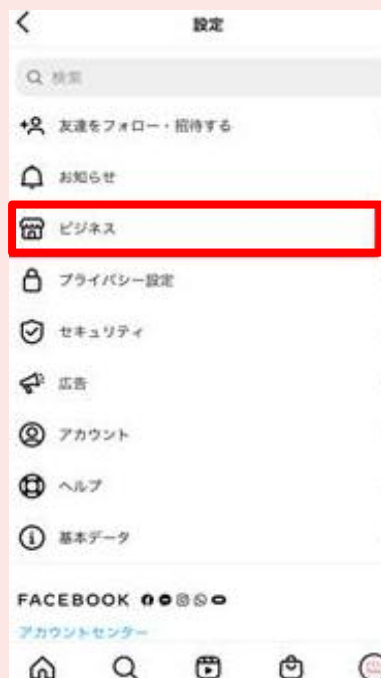 設定
検索
友達をフォロー・招待する
お知らせ
ビジネス
プライバシー設定
セキュリティ
広告
アカウント
ヘルプ
基本データ
FACEBOOK
アカウントセンター